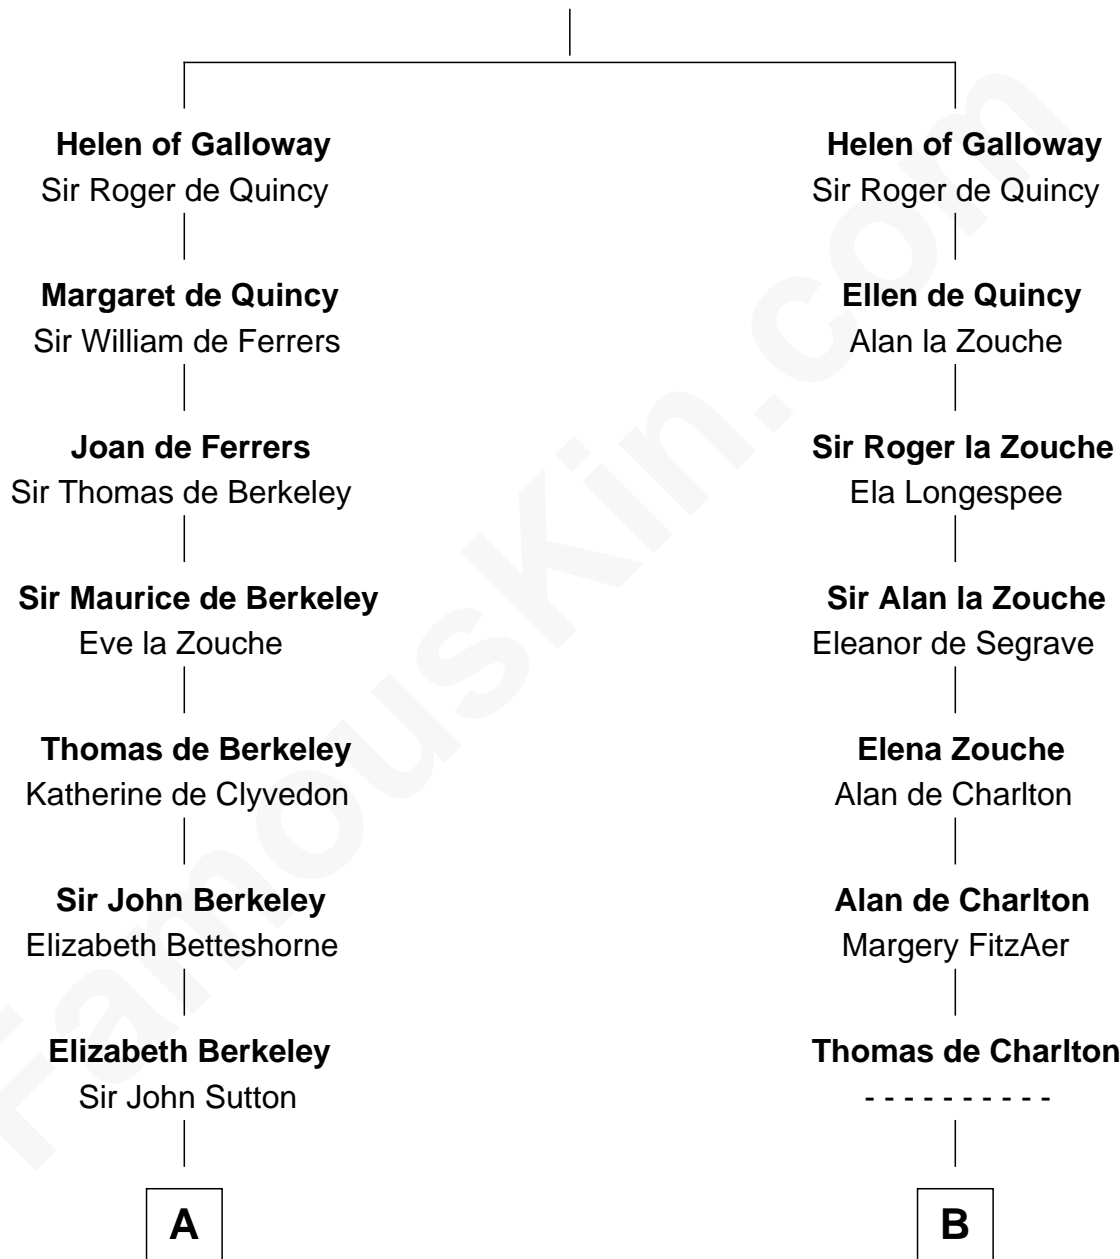 Helen of Galloway
Sir Roger de Quincy
Margaret de Quincy
Sir William de Ferrers
Joan de Ferrers
Sir Thomas de Berkeley
Sir Maurice de Berkeley
Eve la Zouche
Thomas de Berkeley
Katherine de Clyvedon
Sir John Berkeley
Elizabeth Betteshorne
Elizabeth Berkeley
Sir John Sutton
A
Helen of Galloway
Sir Roger de Quincy
Ellen de Quincy
Alan la Zouche
Sir Roger la Zouche
Ela Longespee
Sir Alan la Zouche
Eleanor de Segrave
Elena Zouche
Alan de Charlton
Alan de Charlton
Margery FitzAer
Thomas de Charlton
- - - - - - - - - -
B
FamousKin.com